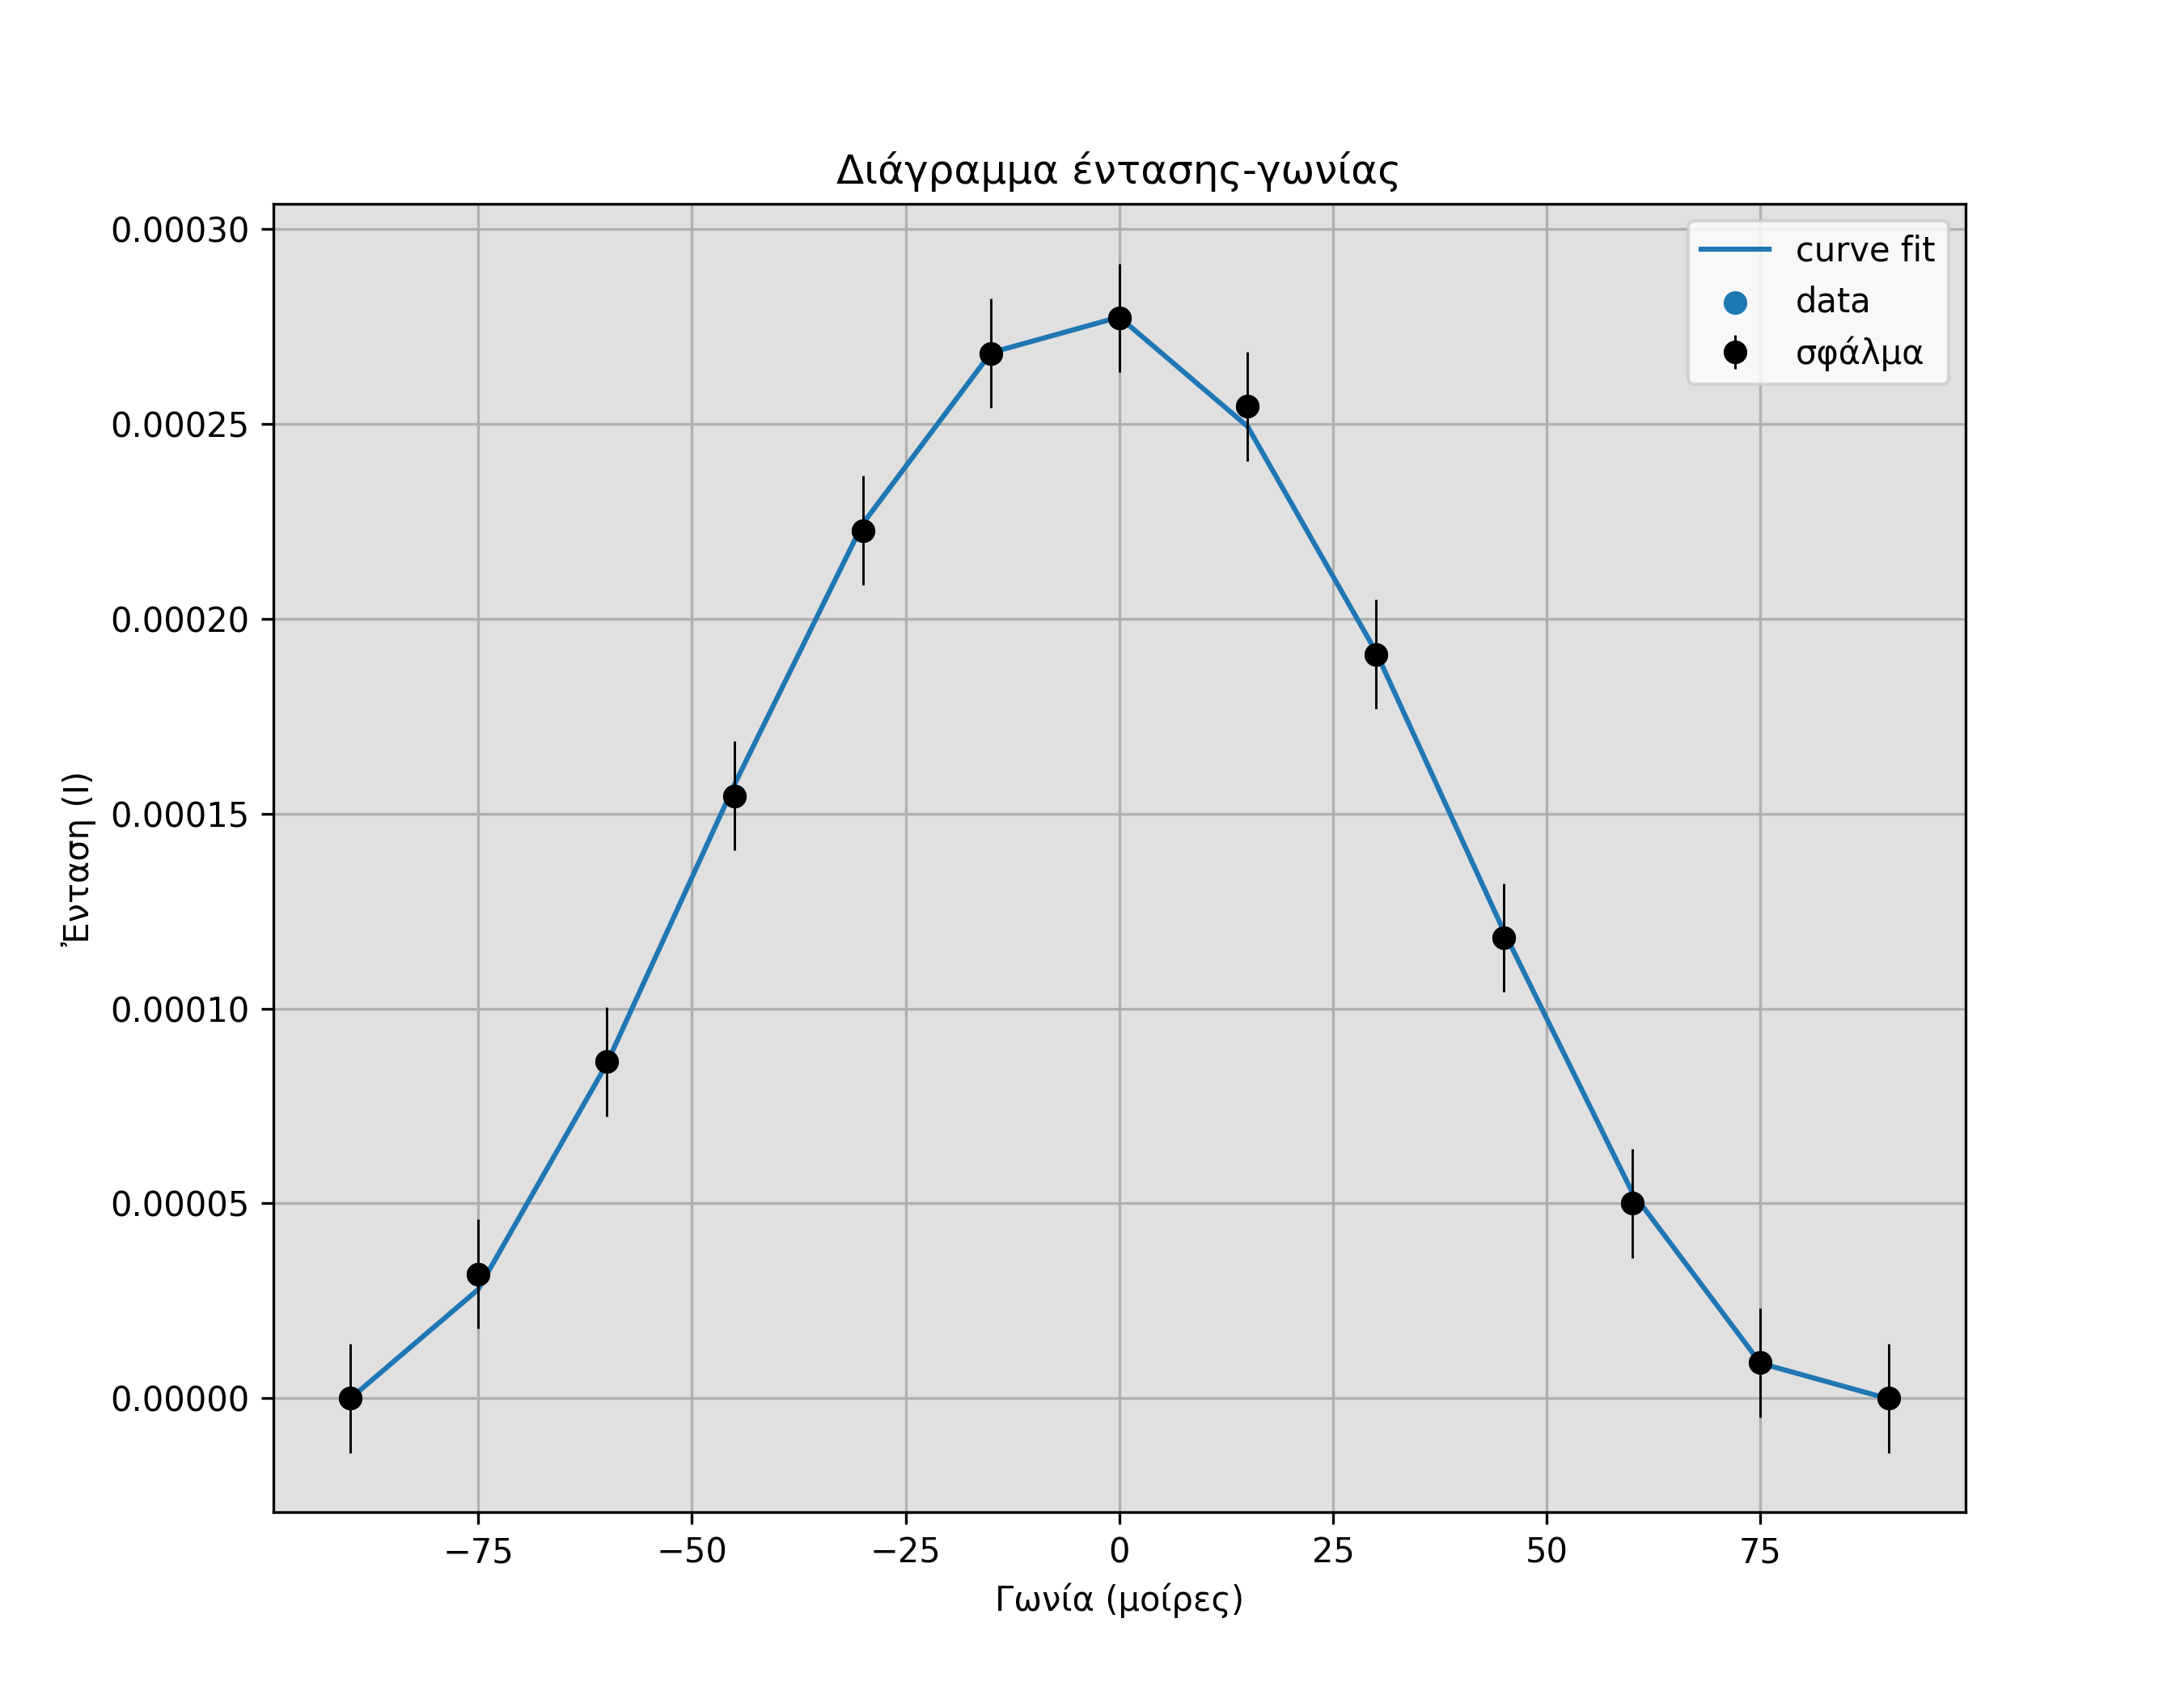 Διάγραμμα έντασης-γωνίας
0.00030
0.00025
0.00020
0.00015
0.00010
0.00005
0.00000
Ἐνταση (I)
curve fit
data
σφάλμα
−75
−50
−25
0
25
50
75
Γωνία (μοίρες)